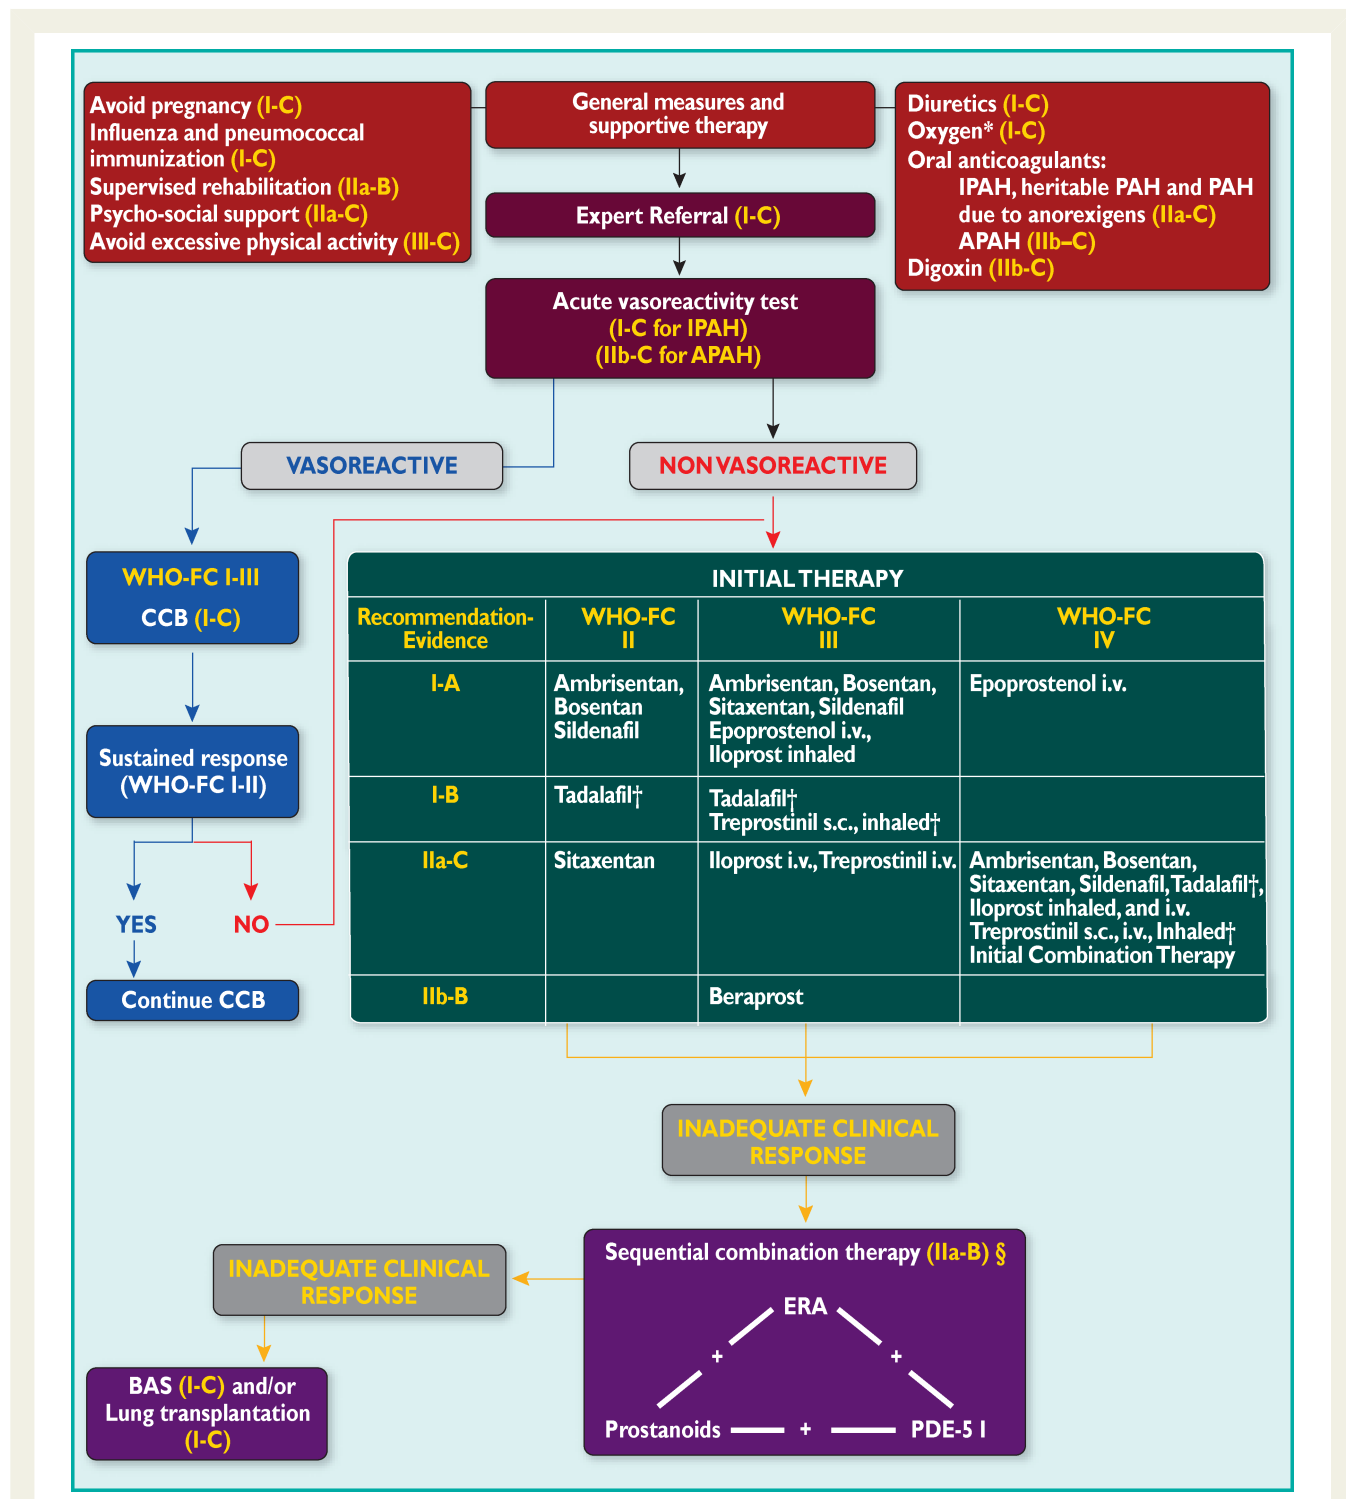 Avoid pregnancy (I-C)
Influenza and pneumococcal
immunization (I-C)
Supervised rehabilitation (IIa-B)
Psycho-social support (IIa-C)
Avoid excessive physical activity (III-C)
General measures and
supportive therapy
Diuretics (I-C)
Oxygen* (I-C)
Oral anticoagulants:
IPAH, heritable PAH and PAH
due to anorexigens (IIa-C)
APAH (IIb–C)
Digoxin (IIb-C)
Expert Referral (I-C)
Acute vasoreactivity test
(I-C for IPAH)
(IIb-C for APAH)
VASOREACTIVE
NON VASOREACTIVE
WHO-FC I-III
CCB (I-C)
Sustained response
(WHO-FC I-II)
YES
NO
Continue CCB
INITIAL THERAPY
Recommendation-
Evidence
WHO-FC
II
WHO-FC
III
WHO-FC
IV
I-A
Ambrisentan,
Bosentan
Sildenafil
Ambrisentan, Bosentan,
Sitaxentan, Sildenafil
Epoprostenol i.v.,
Iloprost inhaled
Epoprostenol i.v.
I-B
Tadalafil†
Tadalafil†
Treprostinil s.c., inhaled†
IIa-C
Sitaxentan
Iloprost i.v., Treprostinil i.v.
Ambrisentan, Bosentan,
Sitaxentan, Sildenafil, Tadalafil†,
Iloprost inhaled, and i.v.
Treprostinil s.c., i.v., Inhaled†
Initial Combination Therapy
IIb-B
Beraprost
INADEQUATE CLINICAL
RESPONSE
Sequential combination therapy (IIa-B) §
ERA
+
+
Prostanoids
+
PDE-5 I
INADEQUATE CLINICAL
RESPONSE
BAS (I-C) and/or
Lung transplantation
(I-C)